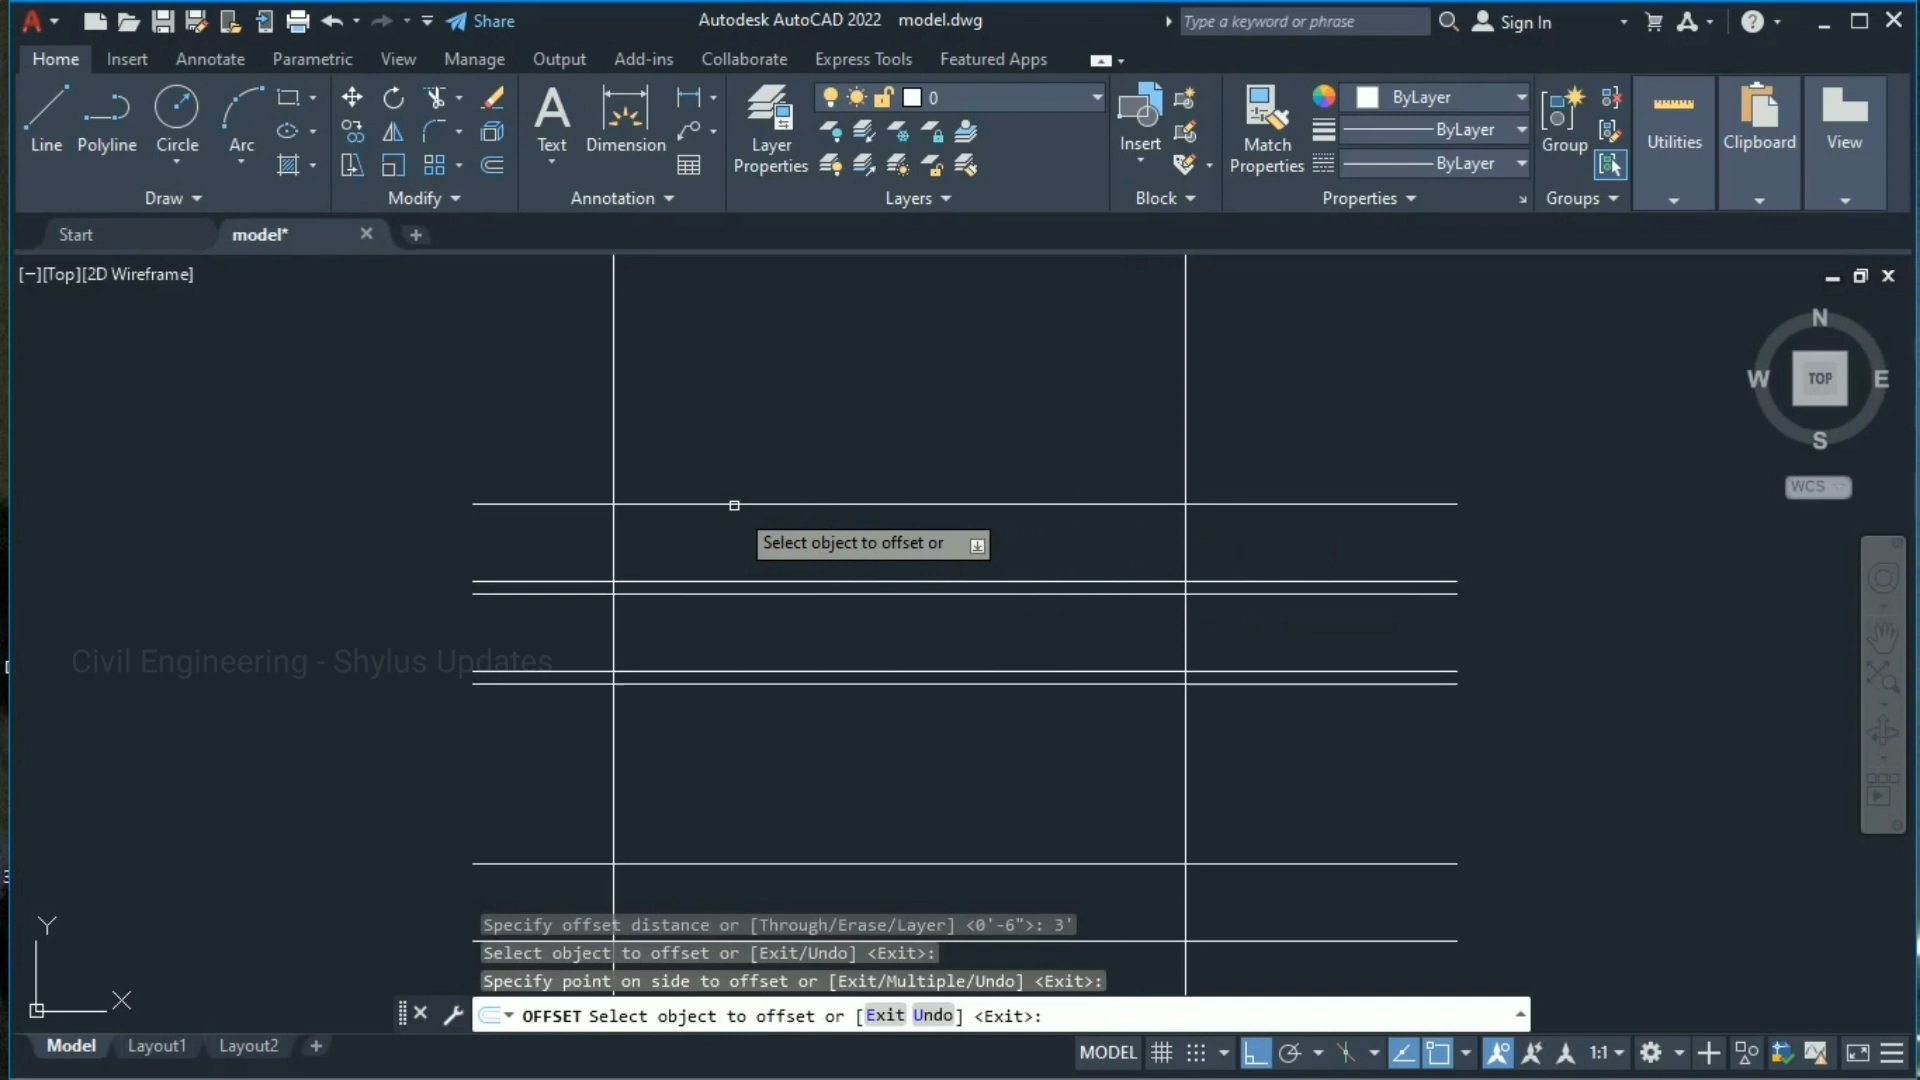 Share
Autodesk AutoCAD 2022 model.dwg
Type a keyword or phrase
Sign In
Home Insert Annotate Parametric View Manage Output Add-ins Collaborate Express Tools Featured Apps
Line Polyline Circle Arc
Draw
Modify
Text Dimension
Annotation
Layer Properties
0
Layers
Insert
Block
Match Properties
ByLayer
ByLayer
ByLayer
Properties
Group
Groups
Utilities
Clipboard
View
Start
model*
[−][Top][2D Wireframe]
N
W TOP E
S
WCS
Select object to offset or
Civil Engineering - Shylus Updates
Y
X
Specify offset distance or [Through/Erase/Layer] <0'-6">: 3'
Select object to offset or [Exit/Undo] <Exit>:
Specify point on side to offset or [Exit/Multiple/Undo] <Exit>:
OFFSET Select object to offset or [Exit Undo] <Exit>:
Model Layout1 Layout2
MODEL
1:1